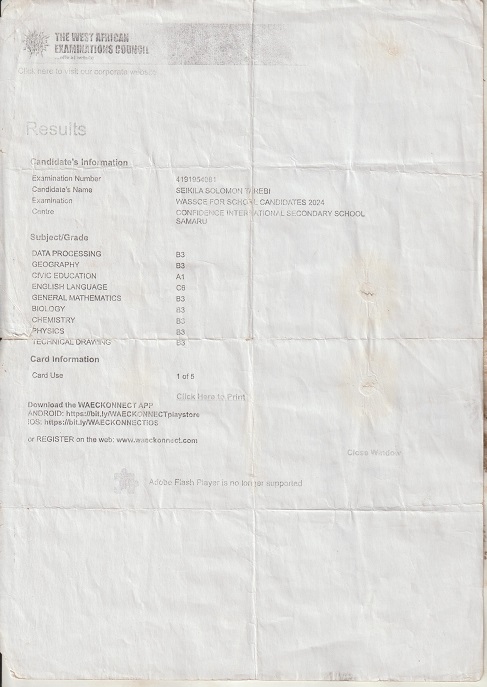 THE WEST AFRICAN
EXAMINATIONS COUNCIL
Click here to visit our corporate website
Results
Candidate's Information
Examination Number 4191954061
Candidate's Name SEIKILA SOLOMON TAREBI
Examination WASSCE FOR SCHOOL CANDIDATES 2024
Centre CONFIDENCE INTERNATIONAL SECONDARY SCHOOL
SAMARU
Subject/Grade
DATA PROCESSING B3
GEOGRAPHY B3
CIVIC EDUCATION A1
ENGLISH LANGUAGE C6
GENERAL MATHEMATICS B3
BIOLOGY B3
CHEMISTRY B3
PHYSICS B3
TECHNICAL DRAWING B3
Card Information
Card Use 1 of 5
Click Here to Print
Download the WAECKONNECT APP
ANDROID: https://bit.ly/WAECKONNECTplaystore
IOS: https://bit.ly/WAECKONNECTIOS
or REGISTER on the web: www.waeckonnect.com
Close Window
Adobe Flash Player is no longer supported